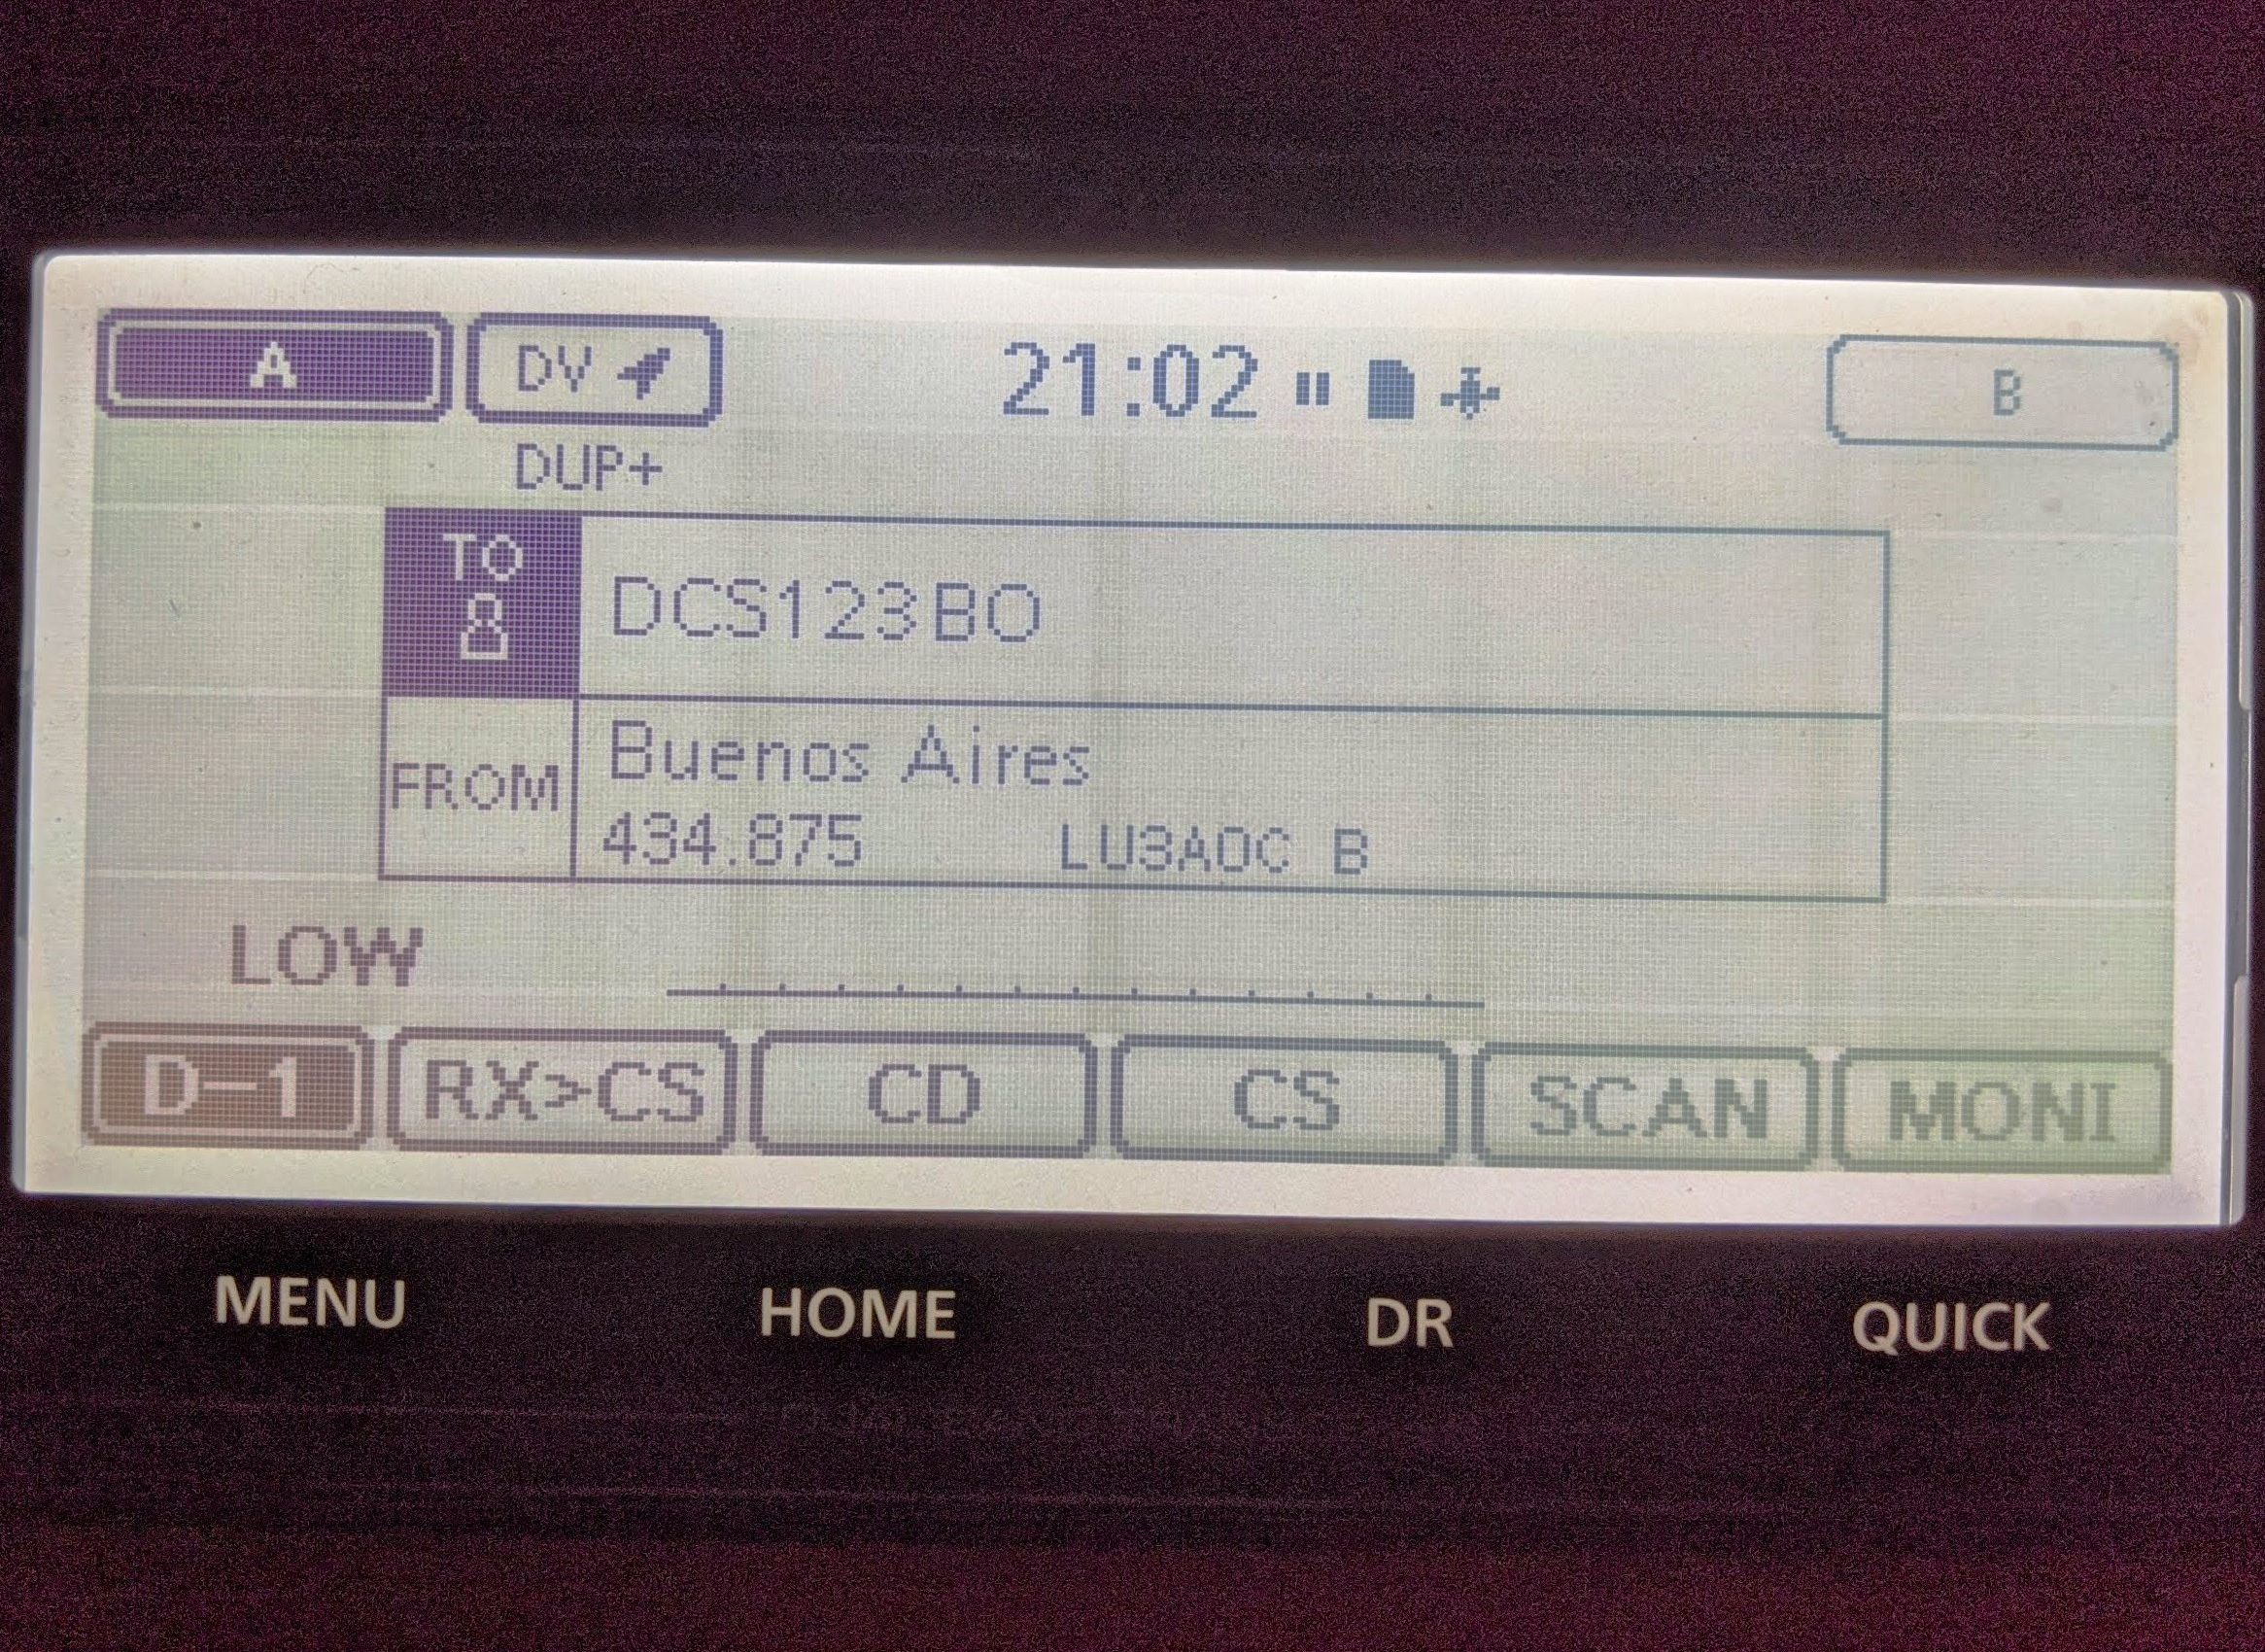 A DV 21:02 B
DUP+
TO DCS123BO
FROM Buenos Aires
434.875 LU3AOC B
LOW
D-1 RX>CS CD CS SCAN MONI
MENU HOME DR QUICK